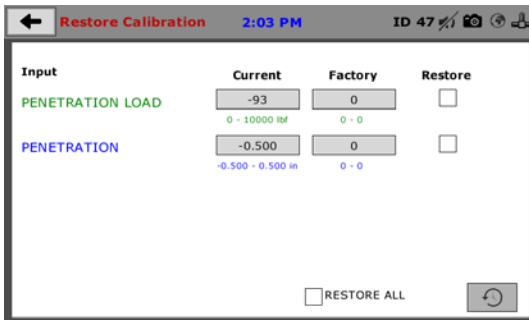 Restore Calibration 2:03 PM ID 47
Input Current Factory Restore
PENETRATION LOAD -93 0
0 - 10000 lbf 0 - 0
PENETRATION -0.500 0
-0.500 - 0.500 in 0 - 0
RESTORE ALL